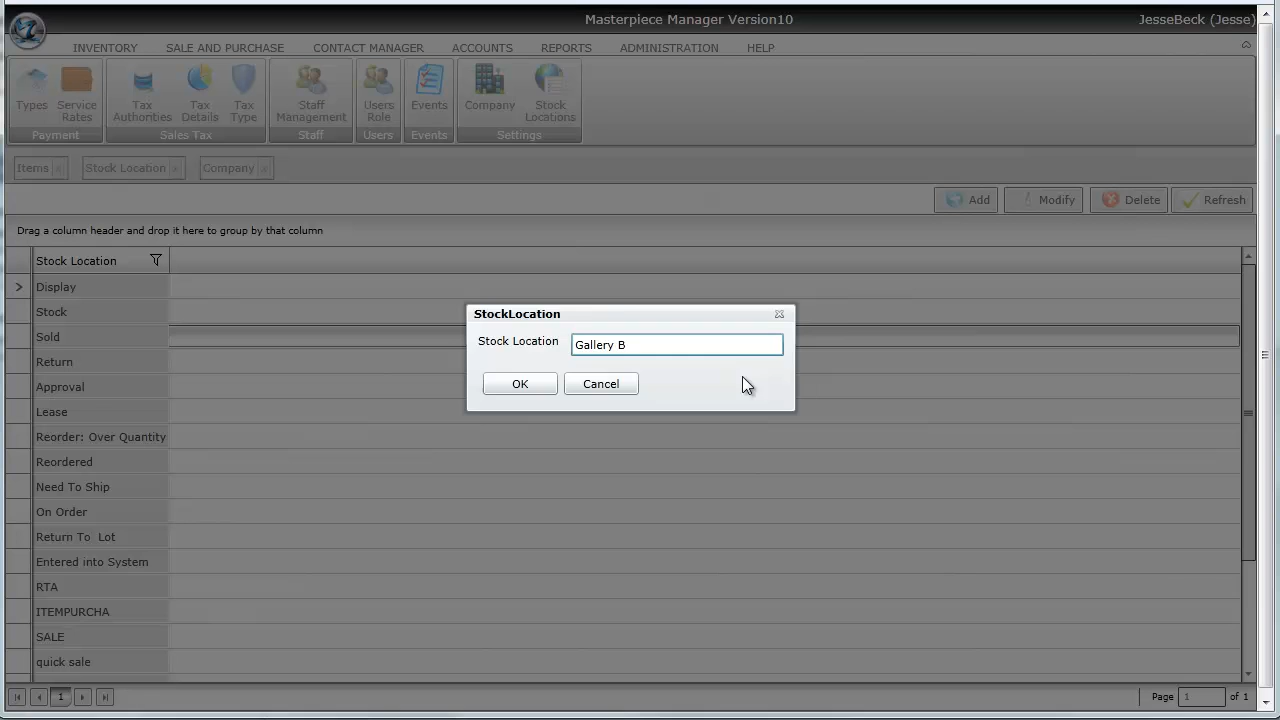 Masterpiece Manager Version10
JesseBeck (Jesse)
INVENTORY SALE AND PURCHASE CONTACT MANAGER ACCOUNTS REPORTS ADMINISTRATION HELP
Types
Service Rates
Tax Authorities
Tax Details
Tax Type
Staff Management
Users Role
Events
Company
Stock Locations
Payment Sales Tax Staff Users Events Settings
Items x Stock Location x Company x
Add Modify Delete Refresh
Drag a column header and drop it here to group by that column
Stock Location
Display
Stock
Sold
Return
Approval
Lease
Reorder: Over Quantity
Reordered
Need To Ship
On Order
Return To Lot
Entered into System
RTA
ITEMPURCHA
SALE
quick sale
StockLocation
Stock Location Gallery B
OK Cancel
1
Page 1 of 1